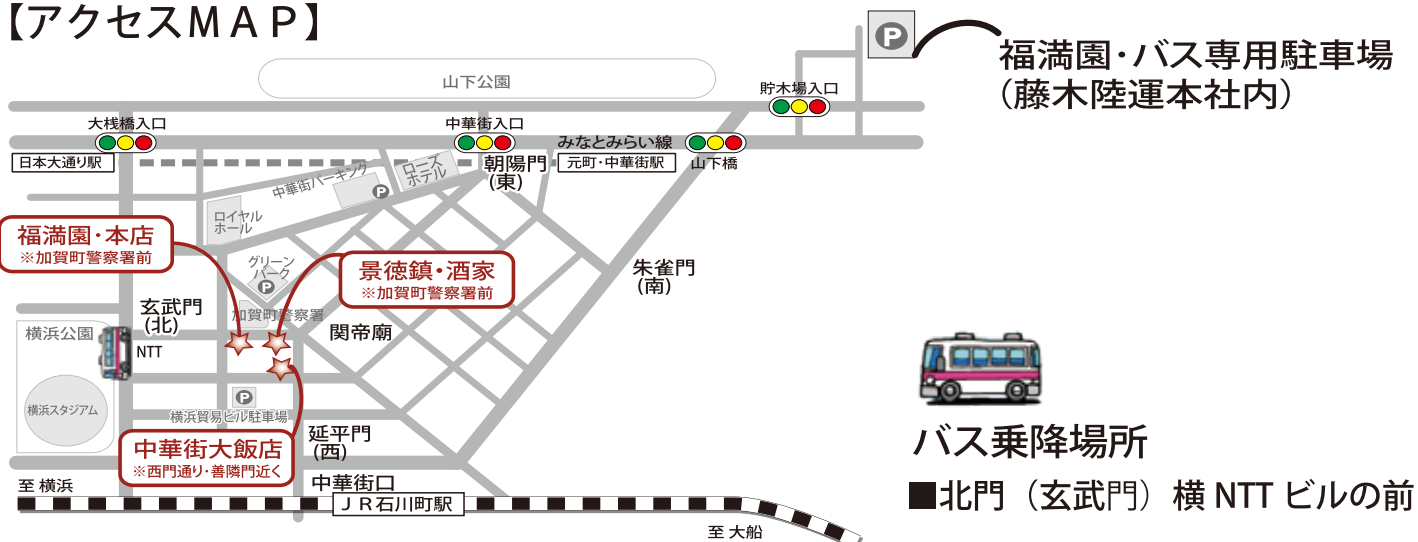 【アクセスＭＡＰ】
P
福満園・バス専用駐車場
（藤木陸運本社内）
山下公園
貯木場入口
大桟橋入口
中華街入口
みなとみらい線
日本大通り駅
元町・中華街駅
山下橋
朝陽門
(東)
ローズ
ホテル
中華街パーキング
P
ロイヤル
ホール
福満園・本店
※加賀町警察署前
グリーン
パーク
P
景徳鎮・酒家
※加賀町警察署前
朱雀門
(南)
玄武門
(北)
加賀町警察署
関帝廟
横浜公園
NTT
横浜スタジアム
P
横浜貿易ビル駐車場
中華街大飯店
※西門通り・善隣門近く
延平門
(西)
中華街口
至 横浜
ＪＲ石川町駅
至 大船
バス乗降場所
■北門（玄武門）横 NTT ビルの前